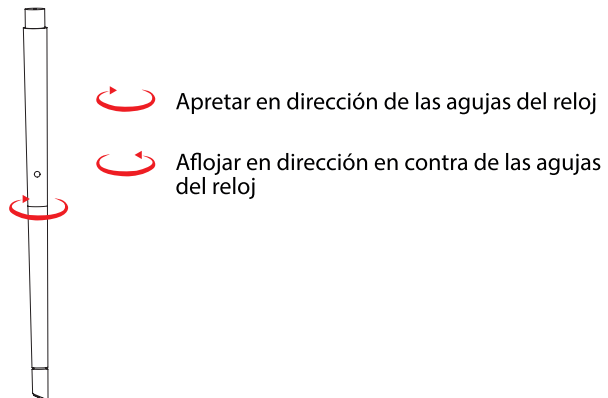 Apretar en dirección de las agujas del reloj
Aflojar en dirección en contra de las agujas
del reloj